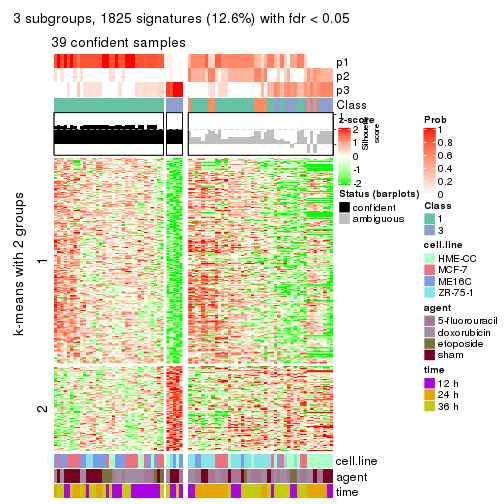 3 subgroups, 1825 signatures (12.6%) with fdr < 0.05
39 confident samples
p1
p2
p3
Class
1
z-score
2
1
0
-1
-2
Silhouette
score
Status (barplots)
confident
ambiguous
Prob
1
0.8
0.6
0.4
0.2
0
Class
1
3
cell.line
HME-CC
MCF-7
ME16C
ZR-75-1
agent
5-fluorouracil
doxorubicin
etoposide
sham
time
12 h
24 h
36 h
k-means with 2 groups
1
2
cell.line
agent
time